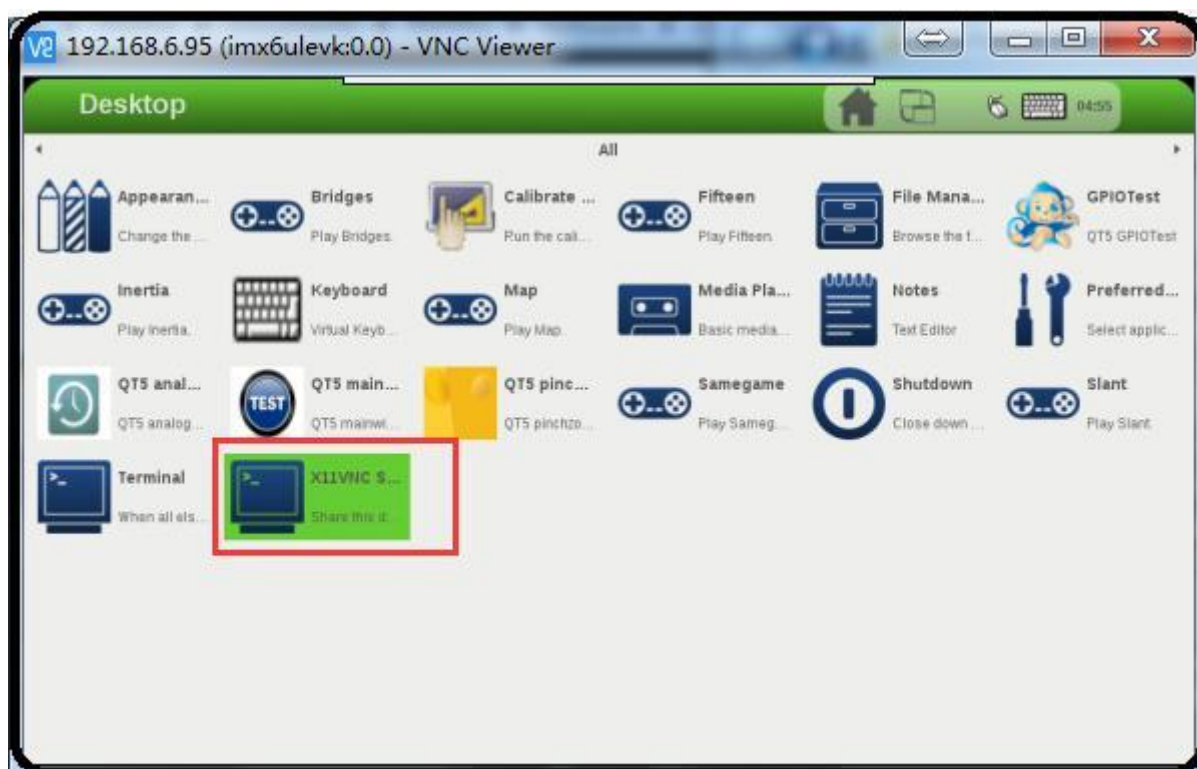 192.168.6.95 (imx6ulevk:0.0) - VNC Viewer
Desktop
04:55
All
Appearan...
Change the ...
Bridges
Play Bridges.
Calibrate ...
Run the cali...
Fifteen
Play Fifteen.
File Mana...
Browse the f...
GPIOTest
QT5 GPIOTest
Inertia
Play Inertia.
Keyboard
Virtual Keyb...
Map
Play Map.
Media Pla...
Basic media...
Notes
Text Editor
Preferred...
Select applic...
QT5 anal...
QT5 analog...
TEST
QT5 main...
QT5 mainwi...
QT5 pinc...
QT5 pinchzo...
Samegame
Play Sameg...
Shutdown
Close down ...
Slant
Play Slant.
Terminal
When all els...
X11VNC S...
Share this d...